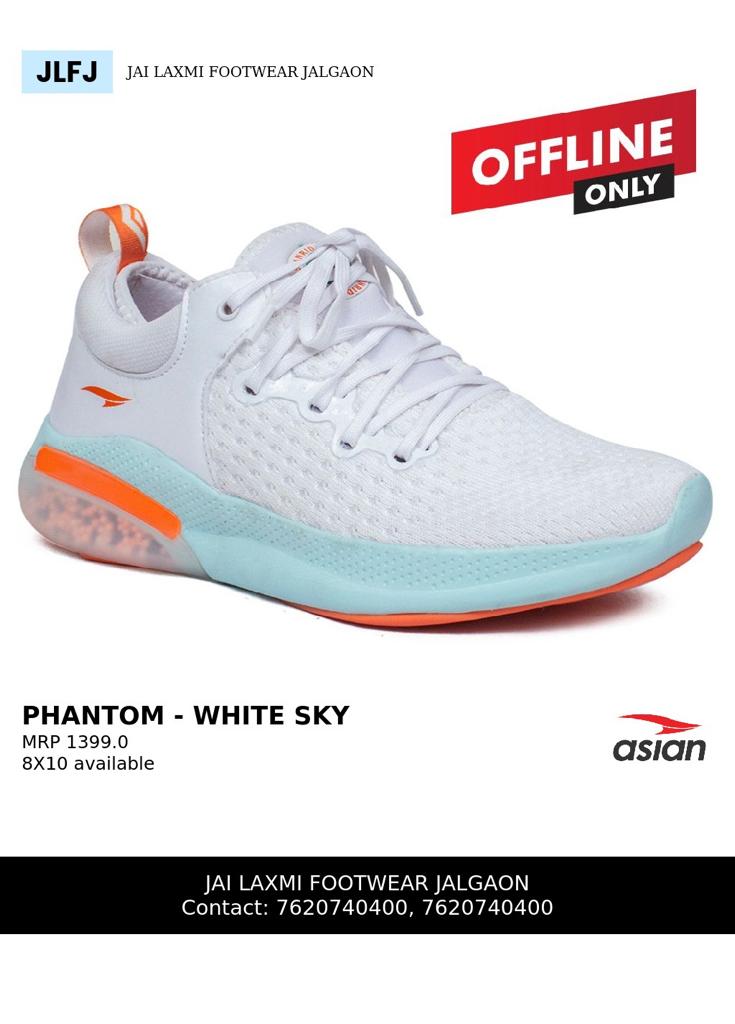 JLFJ
JAI LAXMI FOOTWEAR JALGAON
OFFLINE
ONLY
PHANTOM - WHITE SKY
MRP 1399.0
8X10 available
asian
JAI LAXMI FOOTWEAR JALGAON
Contact: 7620740400, 7620740400